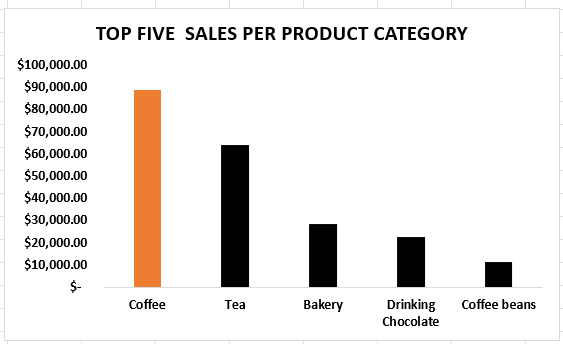 TOP FIVE  SALES PER PRODUCT CATEGORY
$100,000.00
$90,000.00
$80,000.00
$70,000.00
$60,000.00
$50,000.00
$40,000.00
$30,000.00
$20,000.00
$10,000.00
$-
Coffee
Tea
Bakery
Drinking
Chocolate
Coffee beans